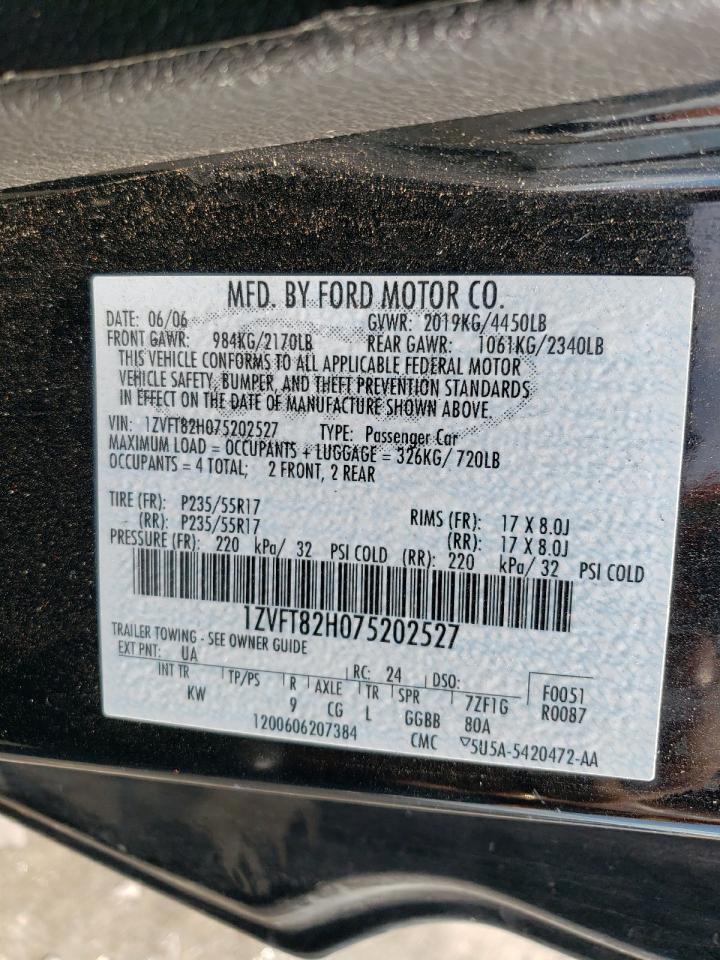 MFD. BY FORD MOTOR CO.
DATE: 06/06 GVWR: 2019KG/4450LB
FRONT GAWR: 984KG/2170LB REAR GAWR: 1061KG/2340LB
THIS VEHICLE CONFORMS TO ALL APPLICABLE FEDERAL MOTOR
VEHICLE SAFETY, BUMPER, AND THEFT PREVENTION STANDARDS
IN EFFECT ON THE DATE OF MANUFACTURE SHOWN ABOVE.
VIN: 1ZVFT82H075202527 TYPE: Passenger Car
MAXIMUM LOAD = OCCUPANTS + LUGGAGE = 326KG/ 720LB
OCCUPANTS = 4 TOTAL; 2 FRONT, 2 REAR
TIRE (FR): P235/55R17 RIMS (FR): 17 X 8.0J
(RR): P235/55R17 (RR): 17 X 8.0J
PRESSURE (FR): 220 kPa/ 32 PSI COLD (RR): 220 kPa/ 32 PSI COLD
1ZVFT82H075202527
TRAILER TOWING - SEE OWNER GUIDE
EXT PNT: UA RC: 24 DSO: F0051
INT TR TP/PS R AXLE TR SPR 7ZF1G R0087
KW 9 CG L GGBB 80A
1200606207384 CMC ▽5U5A-5420472-AA